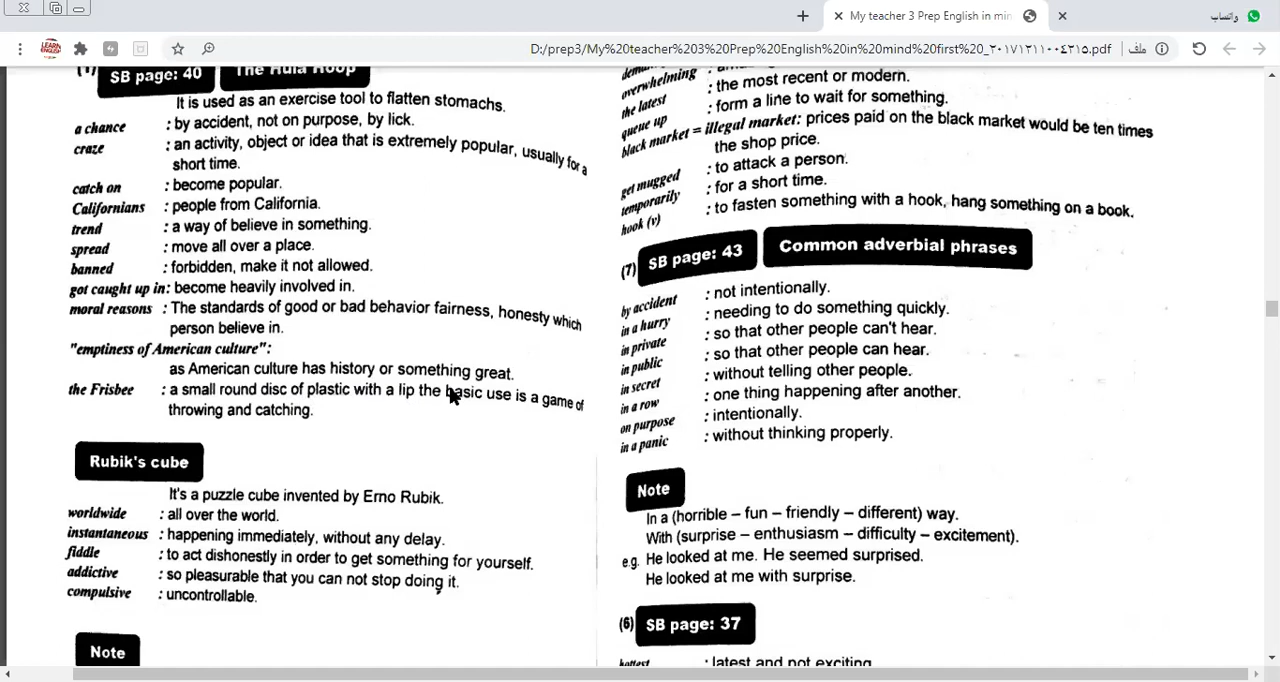 My teacher 3 Prep English in min
واتساب
D:/prep3/My%20teacher%203%20Prep%20English%20in%20mind%20first%20_٢٠١٧١٢١١٠٠٤٢١٥.pdf
ملف
LEARN
SB page: 40
The Hula Hoop
It is used as an exercise tool to flatten stomachs.
a chance : by accident, not on purpose, by lick.
craze : an activity, object or idea that is extremely popular, usually for a
short time.
catch on : become popular.
Californians : people from California.
trend : a way of believe in something.
spread : move all over a place.
banned : forbidden, make it not allowed.
got caught up in: become heavily involved in.
moral reasons : The standards of good or bad behavior fairness, honesty which
person believe in.
"emptiness of American culture":
as American culture has history or something great.
the Frisbee : a small round disc of plastic with a lip the basic use is a game of
throwing and catching.
Rubik's cube
It's a puzzle cube invented by Erno Rubik.
worldwide : all over the world.
instantaneous : happening immediately, without any delay.
fiddle : to act dishonestly in order to get something for yourself.
addictive : so pleasurable that you can not stop doing it.
compulsive : uncontrollable.
Note
overwhelming
the latest : the most recent or modern.
queue up : form a line to wait for something.
black market = illegal market: prices paid on the black market would be ten times
the shop price.
get mugged : to attack a person.
temporarily : for a short time.
hook (v) : to fasten something with a hook, hang something on a book.
(7) SB page: 43
Common adverbial phrases
by accident : not intentionally.
in a hurry : needing to do something quickly.
in private : so that other people can't hear.
in public : so that other people can hear.
in secret : without telling other people.
in a row : one thing happening after another.
on purpose : intentionally.
in a panic : without thinking properly.
Note
In a (horrible – fun – friendly – different) way.
With (surprise – enthusiasm – difficulty – excitement).
e.g. He looked at me. He seemed surprised.
He looked at me with surprise.
(6) SB page: 37
hottest : latest and not exciting